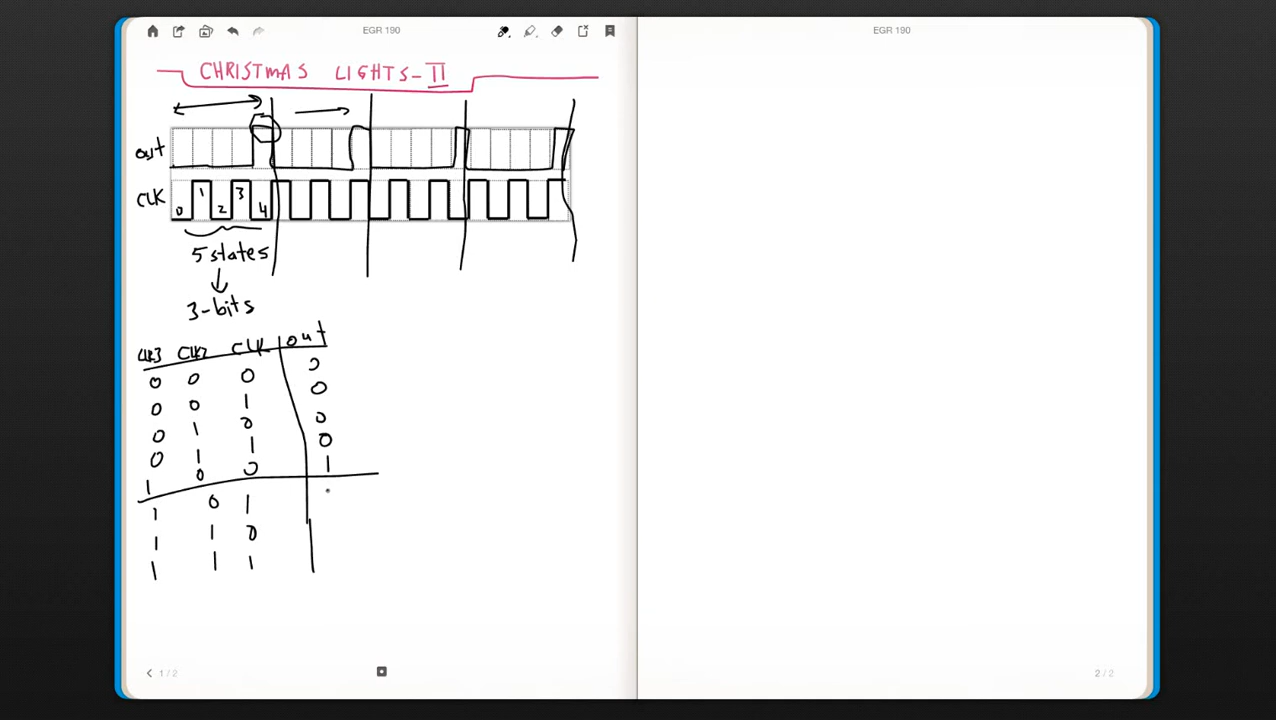 EGR 190
EGR 190
CHRISTMAS LIGHTS-II
out
CLK 0 1 2 3 4
5 states
3-bits
CLK3 CLK2 CLK out
0 0 0 0
0 0 1 0
0 1 0 0
0 1 1 0
1 0 0 1
1 0 1
1 1 0
1 1 1
1 / 2
2 / 2